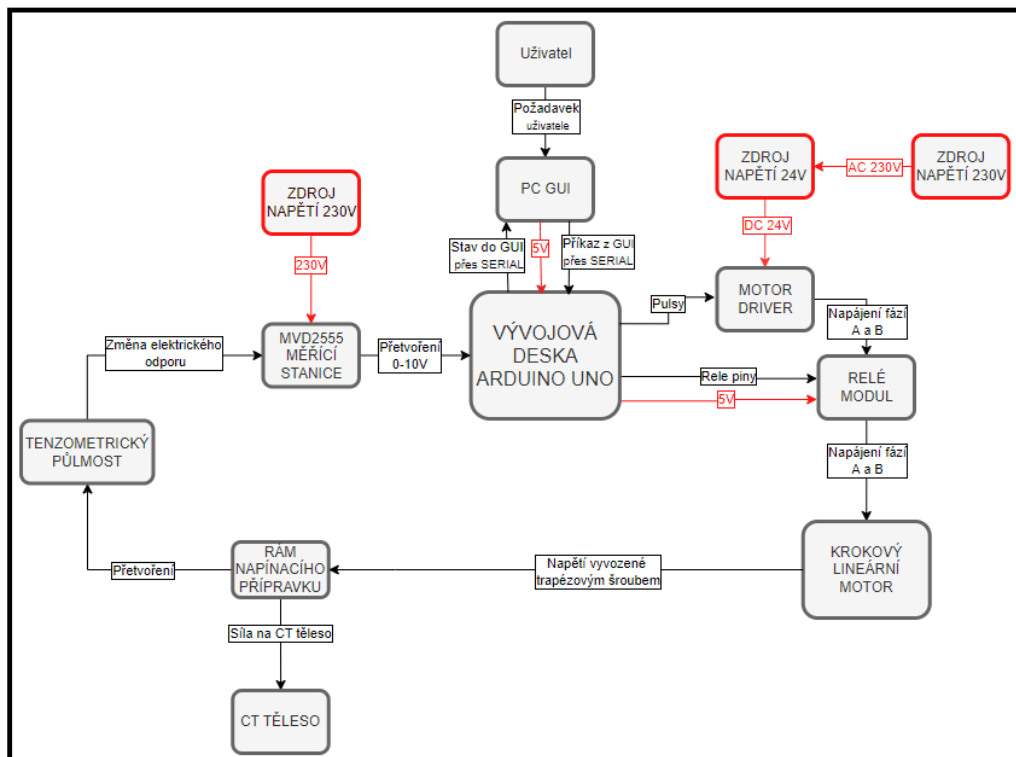 Uživatel
Požadavek
uživatele
PC GUI
ZDROJ
NAPĚTÍ 24V
AC 230V
ZDROJ
NAPĚTÍ 230V
ZDROJ
NAPĚTÍ 230V
DC 24V
230V
Stav do GUI
přes SERIAL
5V
Příkaz z GUI
přes SERIAL
MOTOR
DRIVER
Pulsy
Napájení fází
A a B
VÝVOJOVÁ
DESKA
ARDUINO UNO
Změna elektrického
odporu
MVD2555
MĚŘÍCÍ
STANICE
Přetvoření
0-10V
Rele piny
5V
RELÉ
MODUL
TENZOMETRICKÝ
PŮLMOST
Napájení fází
A a B
KROKOVÝ
LINEÁRNÍ
MOTOR
Napětí vyvozené
trapézovým šroubem
RÁM
NAPÍNACÍHO
PŘÍPRAVKU
Přetvoření
Síla na CT těleso
CT TĚLESO